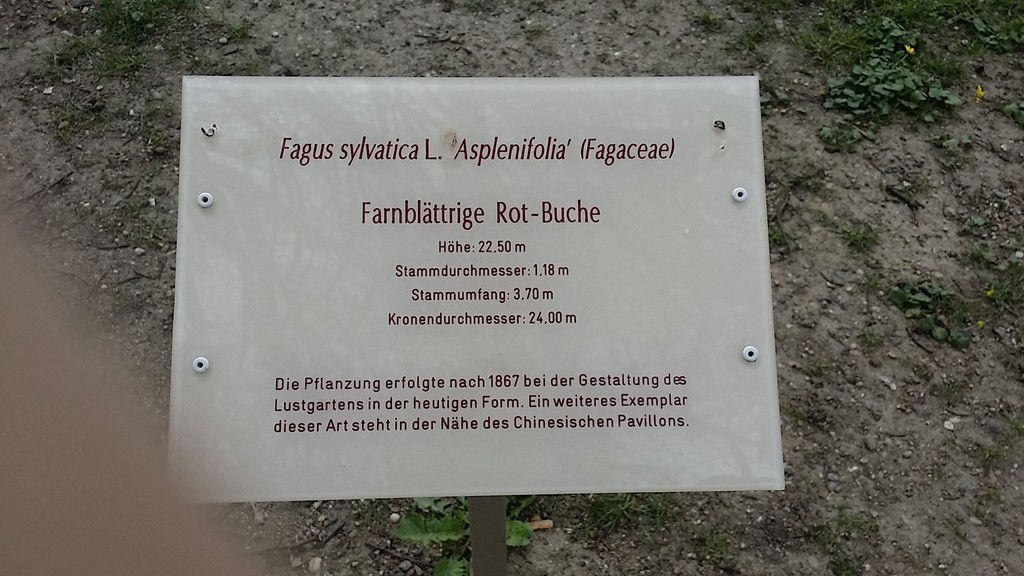 Fagus sylvatica L. 'Asplenifolia' (Fagaceae)
Farnblättrige Rot-Buche
Höhe: 22,50 m
Stammdurchmesser: 1,18 m
Stammumfang: 3,70 m
Kronendurchmesser: 24,00 m
Die Pflanzung erfolgte nach 1867 bei der Gestaltung des
Lustgartens in der heutigen Form. Ein weiteres Exemplar
dieser Art steht in der Nähe des Chinesischen Pavillons.